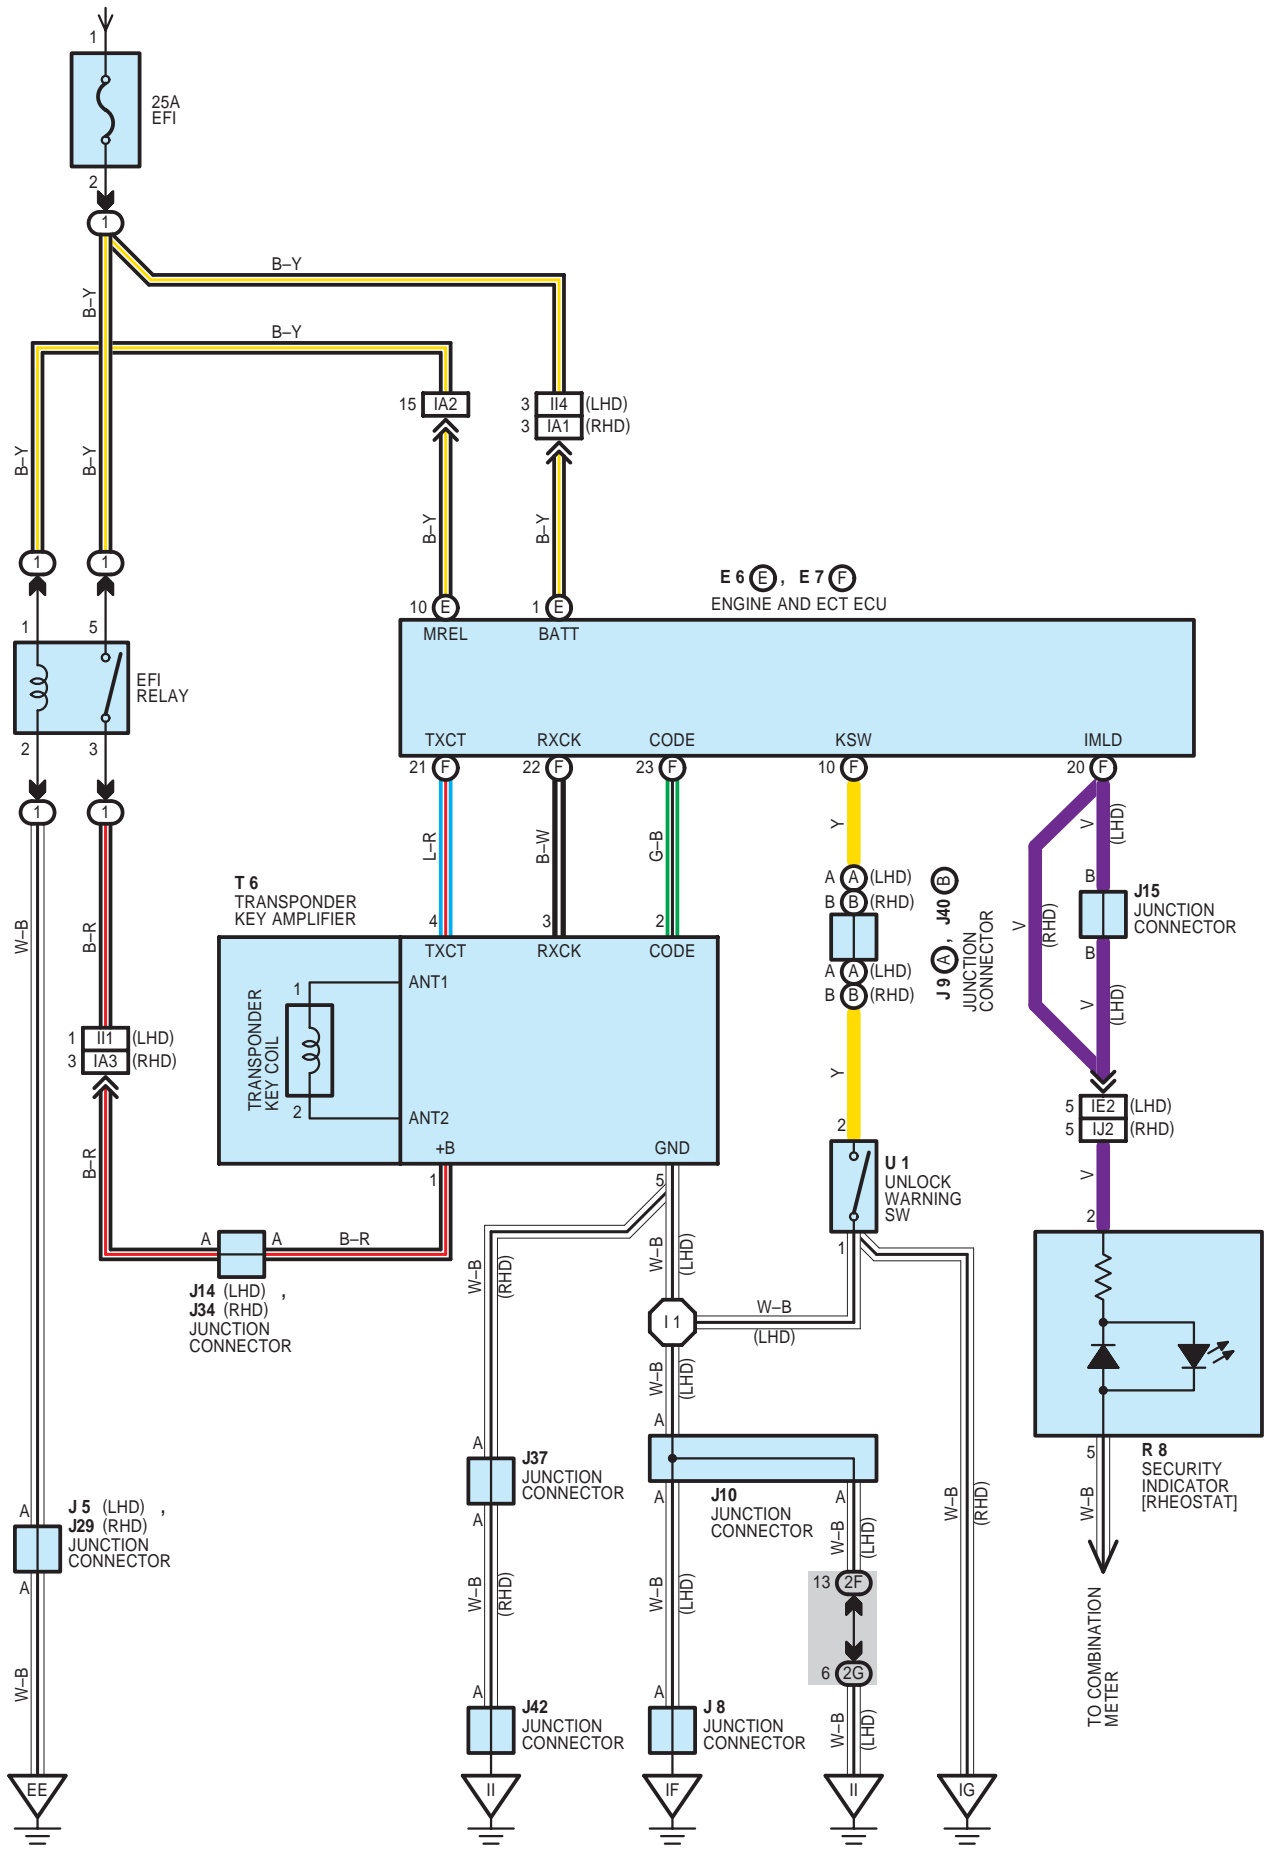 1
25A
EFI
2
1
B–Y
B–Y
B–Y
15 IA2
3 II4 (LHD)
3 IA1 (RHD)
B–Y
B–Y
B–Y
B–Y
1
1
E 6 E , E 7 F
ENGINE AND ECT ECU
10 E
1 E
MREL
BATT
1
5
EFI
RELAY
2
3
TXCT
RXCK
CODE
KSW
IMLD
21 F
22 F
23 F
10 F
20 F
1
1
L–R
B–W
G–B
Y
V
(LHD)
V
(RHD)
T 6
TRANSPONDER
KEY AMPLIFIER
4
3
2
A A (LHD)
B B (RHD)
A A (LHD)
B B (RHD)
J 9 A , J40 B
JUNCTION
CONNECTOR
B
J15
JUNCTION
CONNECTOR
B
W–B
B–R
TXCT
RXCK
CODE
ANT1
1
TRANSPONDER
KEY COIL
2
ANT2
+B
GND
V
(LHD)
1 II1 (LHD)
3 IA3 (RHD)
Y
5 IE2 (LHD)
5 IJ2 (RHD)
2
U 1
UNLOCK
WARNING
SW
1
B–R
1
5
V
2
A
A
B–R
J14 (LHD) ,
J34 (RHD)
JUNCTION
CONNECTOR
W–B
(RHD)
W–B
(LHD)
I 1
W–B
(LHD)
W–B
(LHD)
A
J10
JUNCTION
CONNECTOR
A
A
A
J37
JUNCTION
CONNECTOR
A
W–B
(RHD)
5
R 8
SECURITY
INDICATOR
[RHEOSTAT]
W–B
TO COMBINATION
METER
A
J 5 (LHD) ,
J29 (RHD)
JUNCTION
CONNECTOR
A
W–B
(RHD)
W–B
(LHD)
W–B
(LHD)
13 2F
6 2G
W–B
(LHD)
W–B
A
J42
JUNCTION
CONNECTOR
A
J 8
JUNCTION
CONNECTOR
EE
II
IF
II
IG